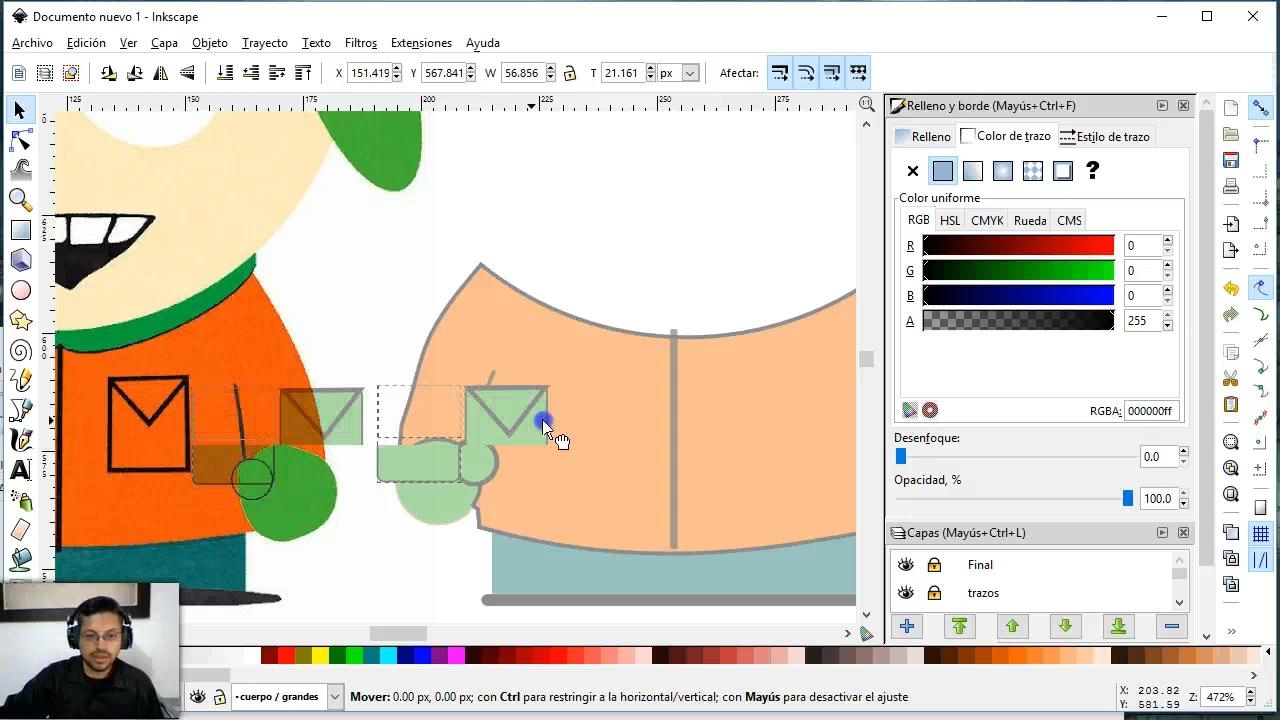 Documento nuevo 1 - Inkscape
Archivo Edición Ver Capa Objeto Trayecto Texto Filtros Extensiones Ayuda
X 151.419 Y 567.841 W 56.856 T 21.161 px Afectar:
125 150 175 200 225 250 275
Relleno y borde (Mayús+Ctrl+F)
Relleno Color de trazo Estilo de trazo
?
Color uniforme
RGB HSL CMYK Rueda CMS
R 0
G 0
B 0
A 255
RGBA: 000000ff
Desenfoque:
0.0
Opacidad, %
100.0
Capas (Mayús+Ctrl+L)
Final
trazos
• cuerpo / grandes Mover: 0.00 px, 0.00 px; con Ctrl para restringir a la horizontal/vertical; con Mayús para desactivar el ajuste X: 203.82 Z: 472%
Y: 581.59